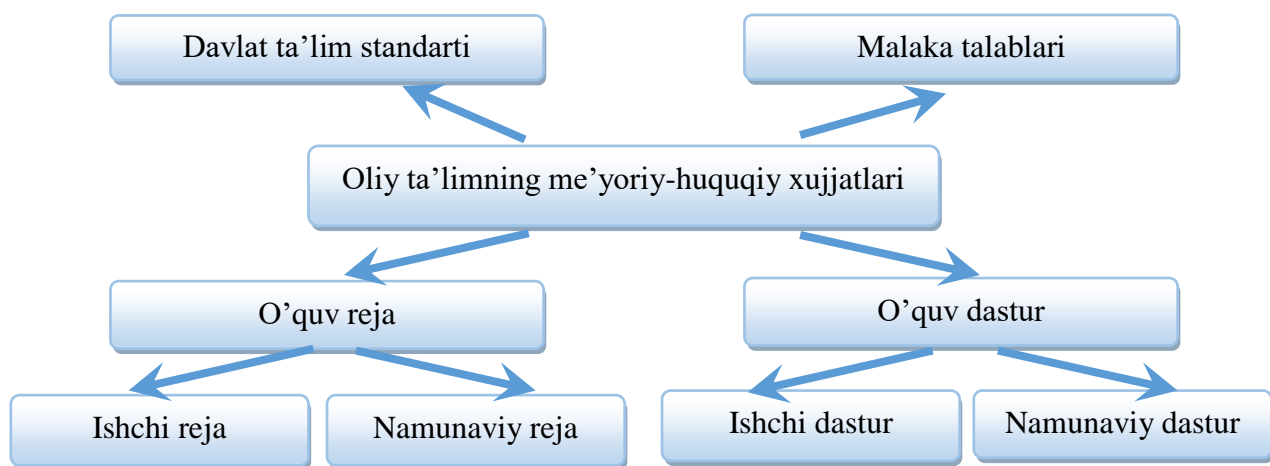 Davlat ta’lim standarti
Malaka talablari
Oliy ta’limning me’yoriy-huquqiy xujjatlari
O’quv reja
O’quv dastur
Ishchi reja
Namunaviy reja
Ishchi dastur
Namunaviy dastur